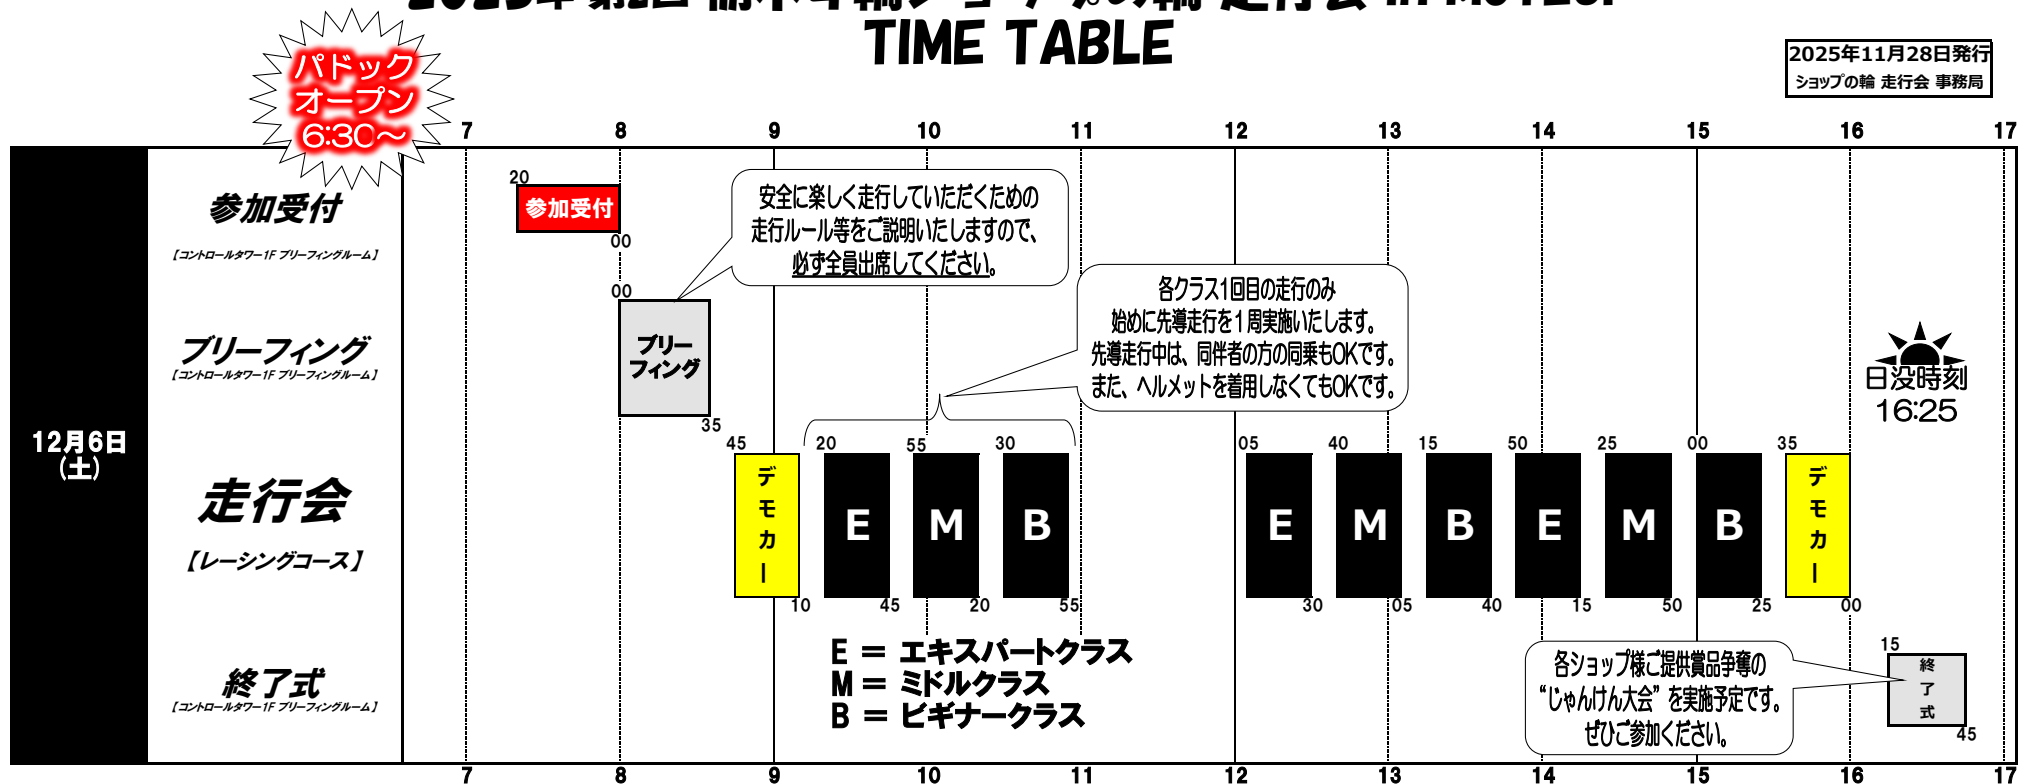 TIME TABLE
2025年11月28日発行
ショップの輪 走行会 事務局
パドック
オープン
6:30～
7 8 9 10 11 12 13 14 15 16 17
参加受付
【コントロールタワー1F ブリーフィングルーム】
20
参加受付
00
安全に楽しく走行していただくための
走行ルール等をご説明いたしますので、
必ず全員出席してください。
ブリーフィング
【コントロールタワー1F ブリーフィングルーム】
00
ブリー
フィング
35
各クラス1回目の走行のみ
始めに先導走行を1周実施いたします。
先導走行中は、同伴者の方の同乗もOKです。
また、ヘルメットを着用しなくてもOKです。
日没時刻
16:25
12月6日
(土)
走行会
【レーシングコース】
45 20 55 30 05 40 15 50 25 00 35
デモカー E M B E M B E M B デモカー
10 45 20 55 30 05 40 15 50 25 00
E = エキスパートクラス
M = ミドルクラス
B = ビギナークラス
終了式
【コントロールタワー1F ブリーフィングルーム】
各ショップ様ご提供賞品争奪の
“じゃんけん大会”を実施予定です。
ぜひご参加ください。
15
終了式
45
7 8 9 10 11 12 13 14 15 16 17